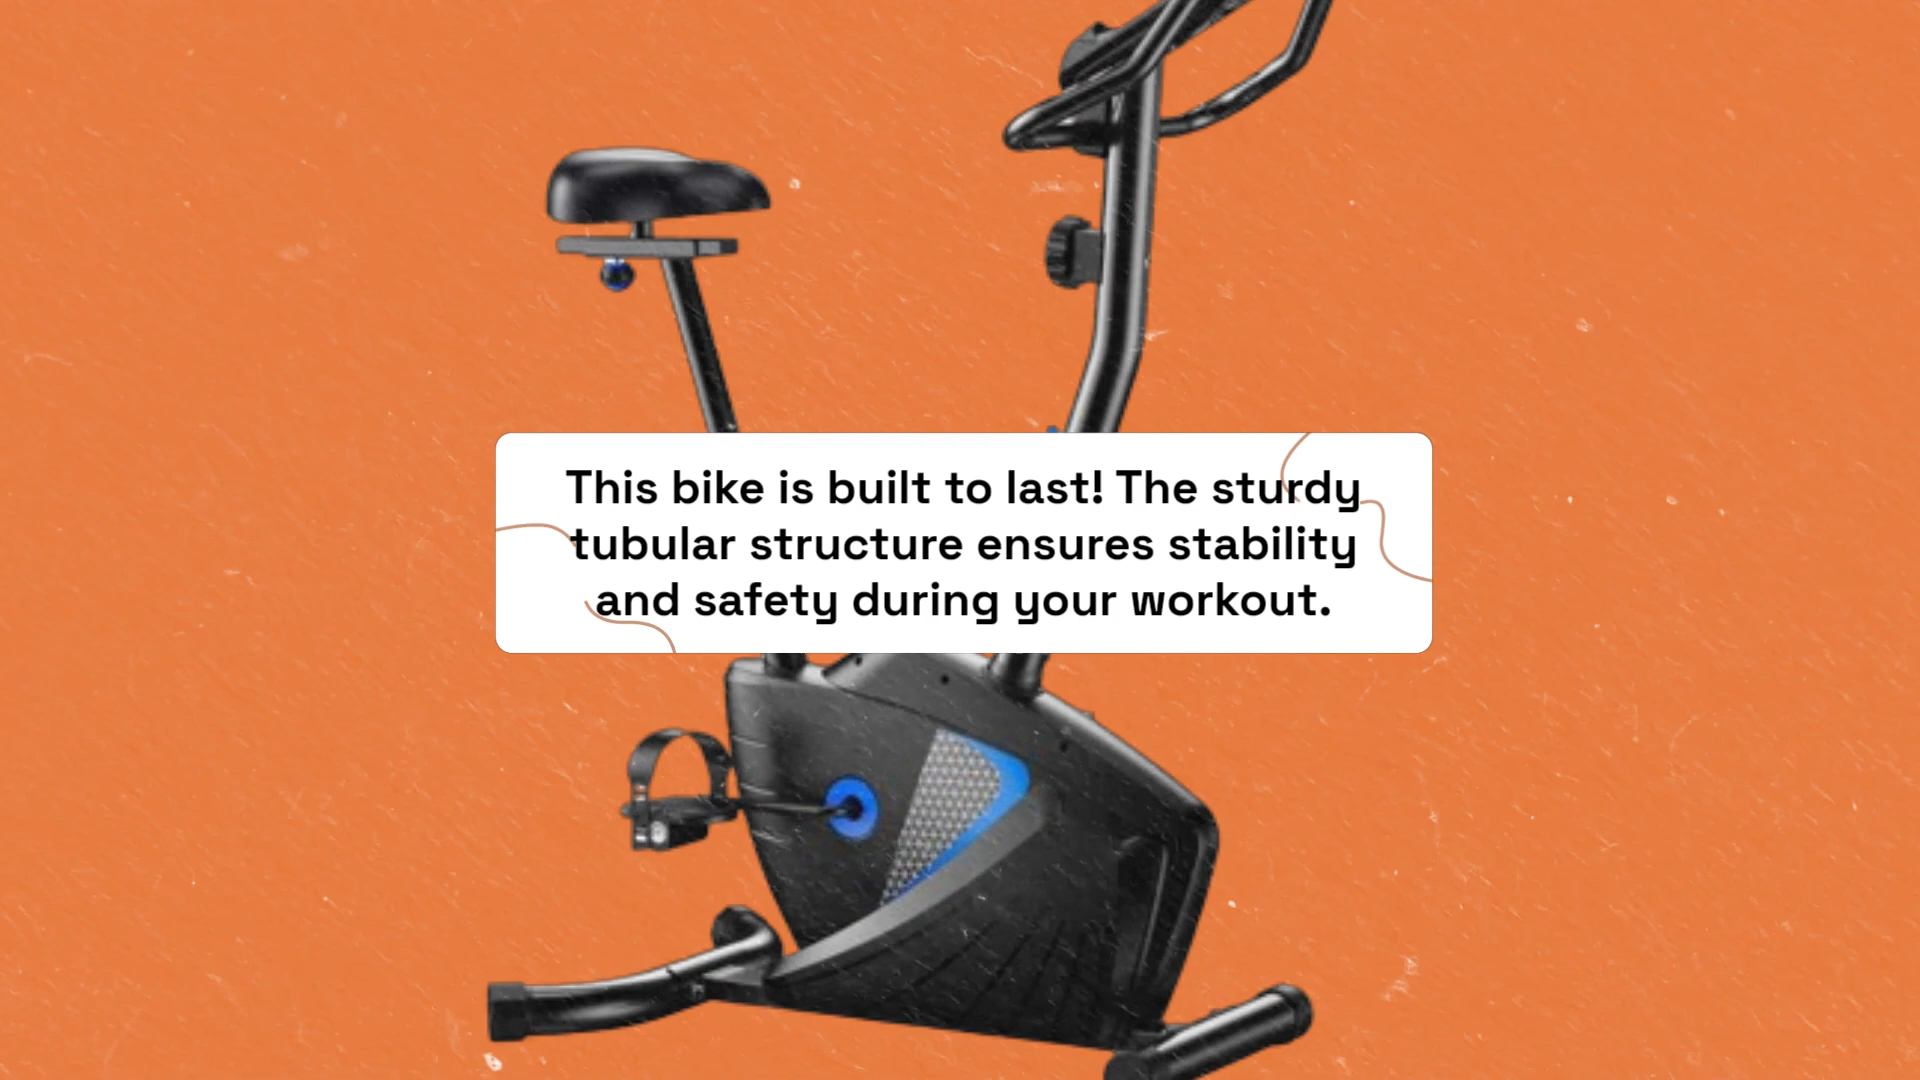 This bike is built to last! The sturdy
tubular structure ensures stability
and safety during your workout.